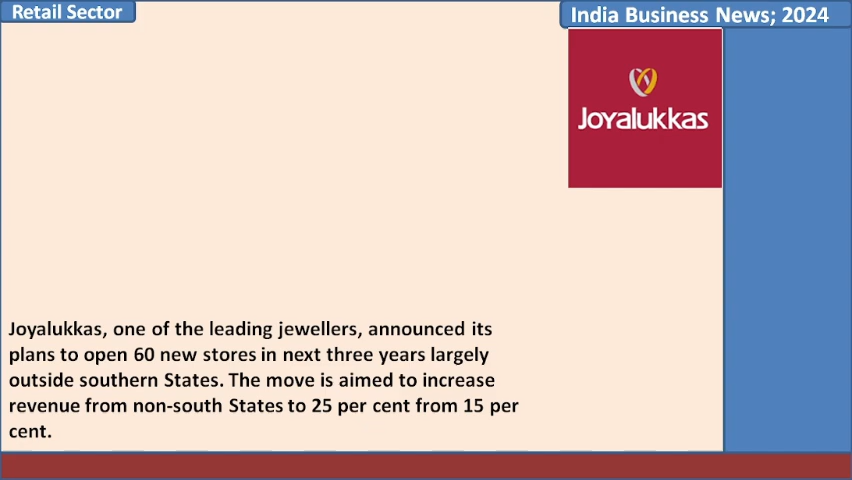 Retail Sector
India Business News; 2024
Joyalukkas
Joyalukkas, one of the leading jewellers, announced its
plans to open 60 new stores in next three years largely
outside southern States. The move is aimed to increase
revenue from non-south States to 25 per cent from 15 per
cent.